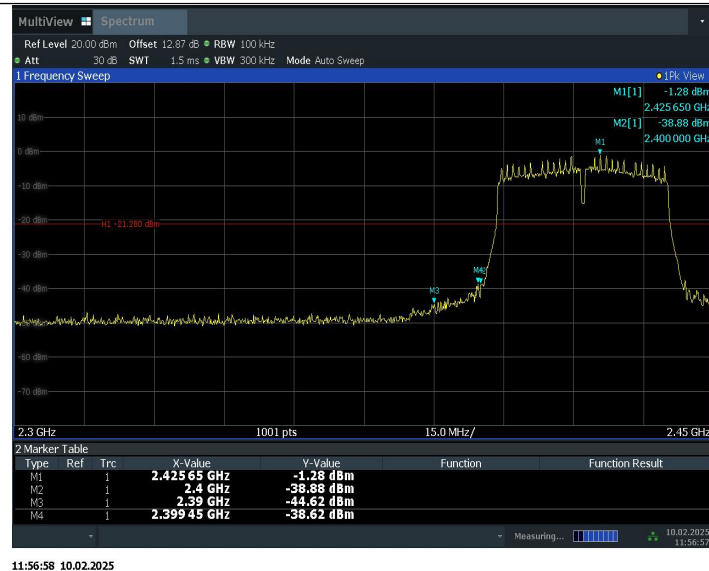 MultiView Spectrum
Ref Level 20.00 dBm Offset 12.87 dB RBW 100 kHz
Att 30 dB SWT 1.5 ms VBW 300 kHz Mode Auto Sweep
1 Frequency Sweep 1Pk View
M1[1] -1.28 dBm
2.425 650 GHz
M2[1] -38.88 dBm
2.400 000 GHz
M1
10 dBm
0 dBm
-10 dBm
-20 dBm
H1 -21.280 dBm
-30 dBm
M3
-40 dBm
-60 dBm
-70 dBm
2.3 GHz 1001 pts 15.0 MHz/ 2.45 GHz
2 Marker Table
Type Ref Trc X-Value Y-Value Function Function Result
M1 1 2.425 65 GHz -1.28 dBm
M2 1 2.4 GHz -38.88 dBm
M3 1 2.39 GHz -44.62 dBm
M4 1 2.399 45 GHz -38.62 dBm
Measuring... 10.02.2025
11:56:57
11:56:58 10.02.2025